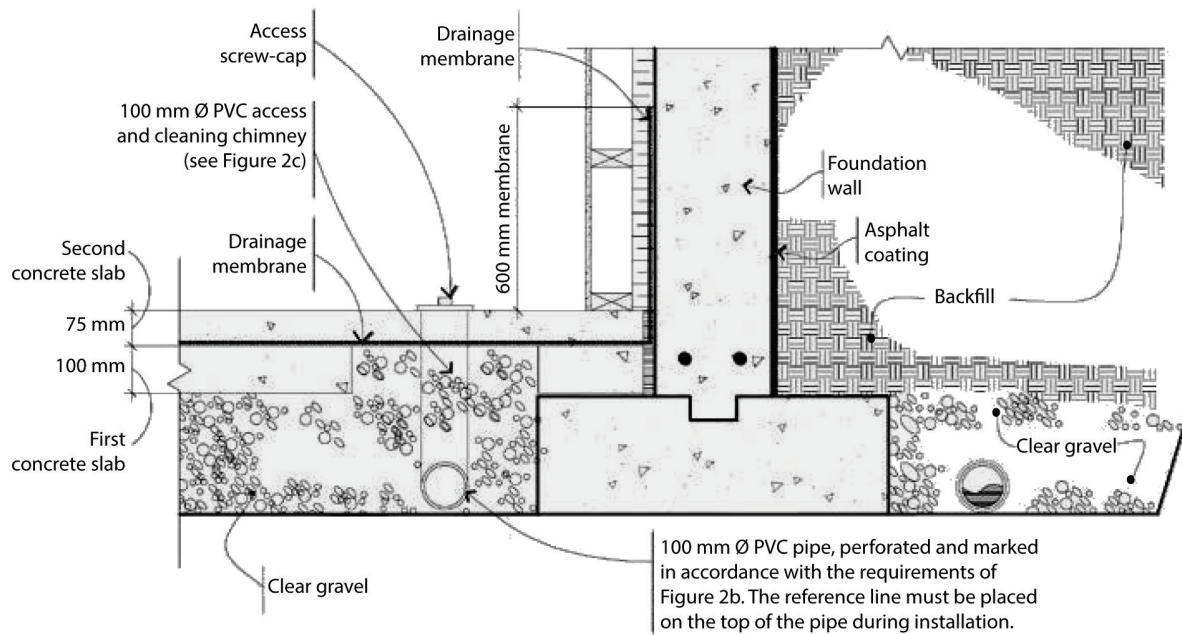 Access
screw-cap
Drainage
membrane
100 mm Ø PVC access
and cleaning chimney
(see Figure 2c)
600 mm membrane
Foundation
wall
Drainage
membrane
Asphalt
coating
Second
concrete slab
Backfill
75 mm
100 mm
First
concrete slab
Clear gravel
100 mm Ø PVC pipe, perforated and marked
in accordance with the requirements of
Figure 2b. The reference line must be placed
on the top of the pipe during installation.
Clear gravel